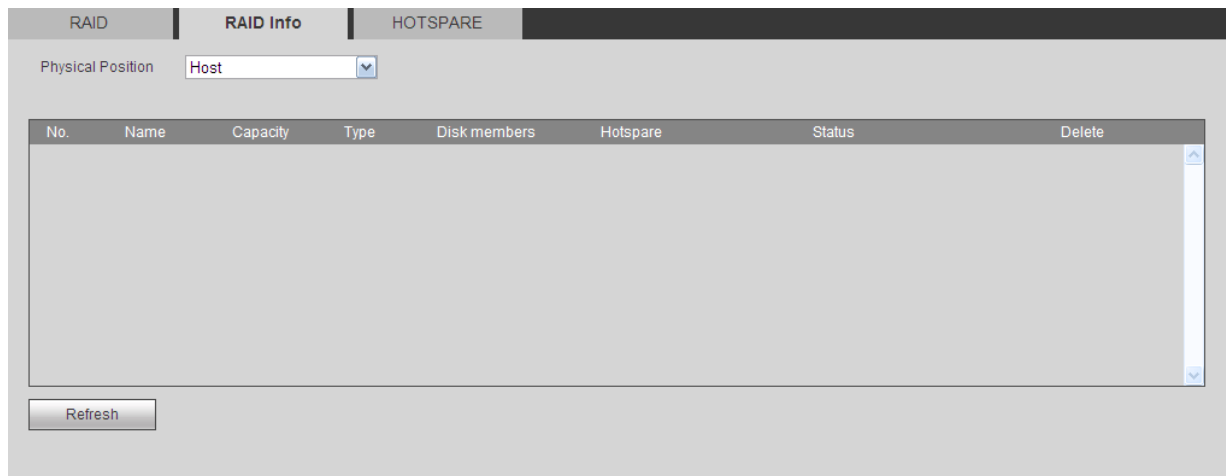 RAID RAID Info HOTSPARE
Physical Position Host
No. Name Capacity Type Disk members Hotspare Status Delete
Refresh